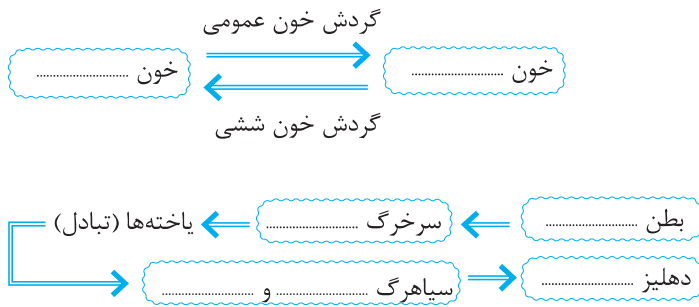 گردش خون عمومی
خون ........................ خون ........................
گردش خون ششی
بطن ........................ سرخرگ ........................ یاخته‌ها (تبادل)
دهلیز ........................ سیاهرگ ........................ و ........................